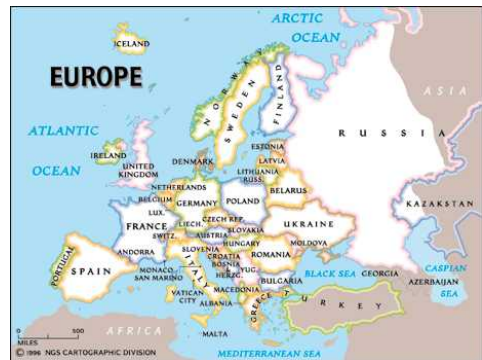 ARCTIC
OCEAN
ICELAND
EUROPE
NORWAY
SWEDEN
FINLAND
ASIA
RUSSIA
ATLANTIC
OCEAN
ESTONIA
LATVIA
LITHUANIA
RUSS.
DENMARK
IRELAND
UNITED
KINGDOM
NETHERLANDS
BELGIUM
GERMANY
POLAND
BELARUS
KAZAKSTAN
LUX.
CZECH REP.
UKRAINE
FRANCE
LIECH.
SLOVAKIA
SWITZ.
AUSTRIA
HUNGARY
MOLDOVA
SLOVENIA
ROMANIA
ANDORRA
CROATIA
BOSNIA
HERZG.
YUG.
PORTUGAL
SPAIN
MONACO
SAN MARINO
ITALY
BULGARIA
BLACK SEA
GEORGIA
CASPIAN
SEA
AZERBAIJAN
VATICAN
CITY
MACEDONIA
ALBANIA
GREECE
TURKEY
AFRICA
MALTA
0 500
MILES
© 1996 NGS CARTOGRAPHIC DIVISION
MEDITERRANEAN SEA